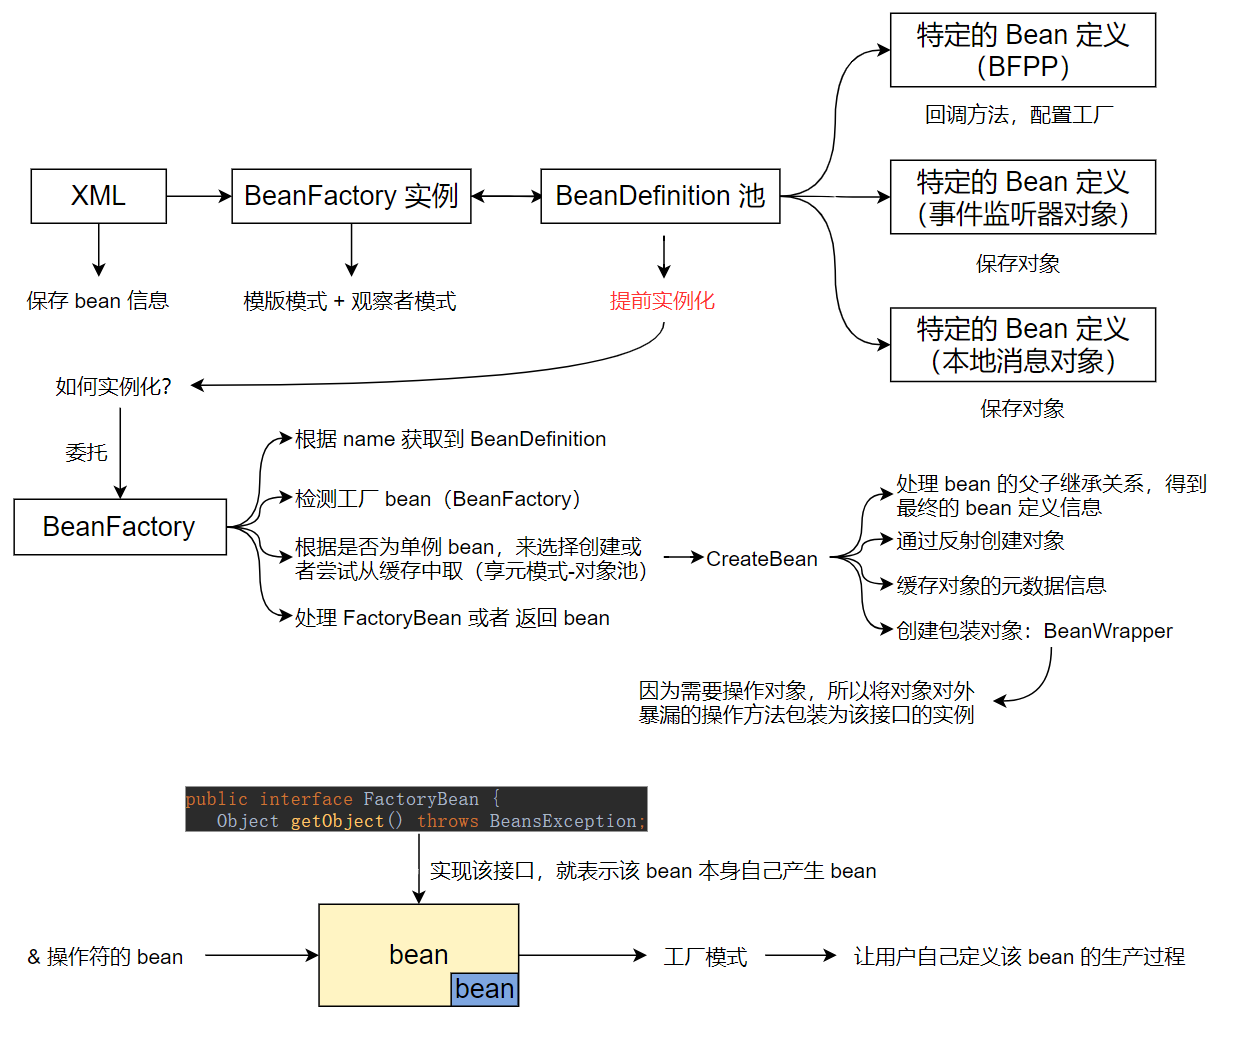 特定的 Bean 定义
（BFPP）
回调方法，配置工厂
XML
BeanFactory 实例
BeanDefinition 池
特定的 Bean 定义
（事件监听器对象）
保存对象
保存 bean 信息
模版模式 + 观察者模式
提前实例化
特定的 Bean 定义
（本地消息对象）
保存对象
如何实例化？
委托
BeanFactory
根据 name 获取到 BeanDefinition
检测工厂 bean（BeanFactory）
根据是否为单例 bean，来选择创建或
者尝试从缓存中取（享元模式-对象池）
处理 FactoryBean 或者 返回 bean
CreateBean
处理 bean 的父子继承关系，得到
最终的 bean 定义信息
通过反射创建对象
缓存对象的元数据信息
创建包装对象：BeanWrapper
因为需要操作对象，所以将对象对外
暴漏的操作方法包装为该接口的实例
public interface FactoryBean {
Object getObject() throws BeansException;
实现该接口，就表示该 bean 本身自己产生 bean
& 操作符的 bean
bean
bean
工厂模式
让用户自己定义该 bean 的生产过程